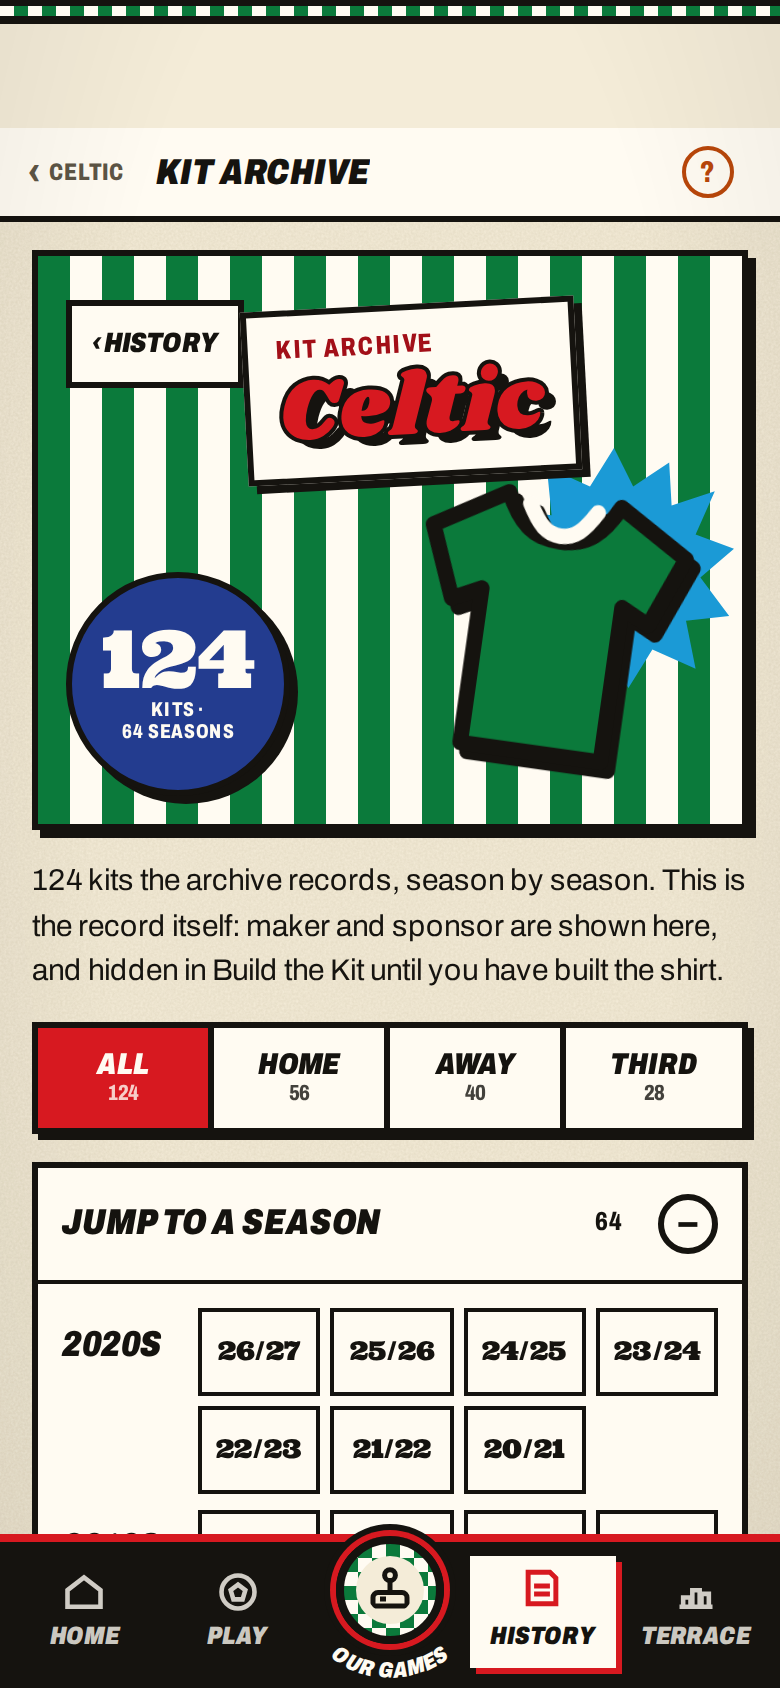 ‹ CELTIC KIT ARCHIVE ?
‹HISTORY
KIT ARCHIVE
Celtic
124
KITS ·
64 SEASONS
124 kits the archive records, season by season. This is
the record itself: maker and sponsor are shown here,
and hidden in Build the Kit until you have built the shirt.
ALL HOME AWAY THIRD
124 56 40 28
JUMP TO A SEASON 64
2020S 26/27 25/26 24/25 23/24
22/23 21/22 20/21
HOME PLAY OUR GAMES HISTORY TERRACE